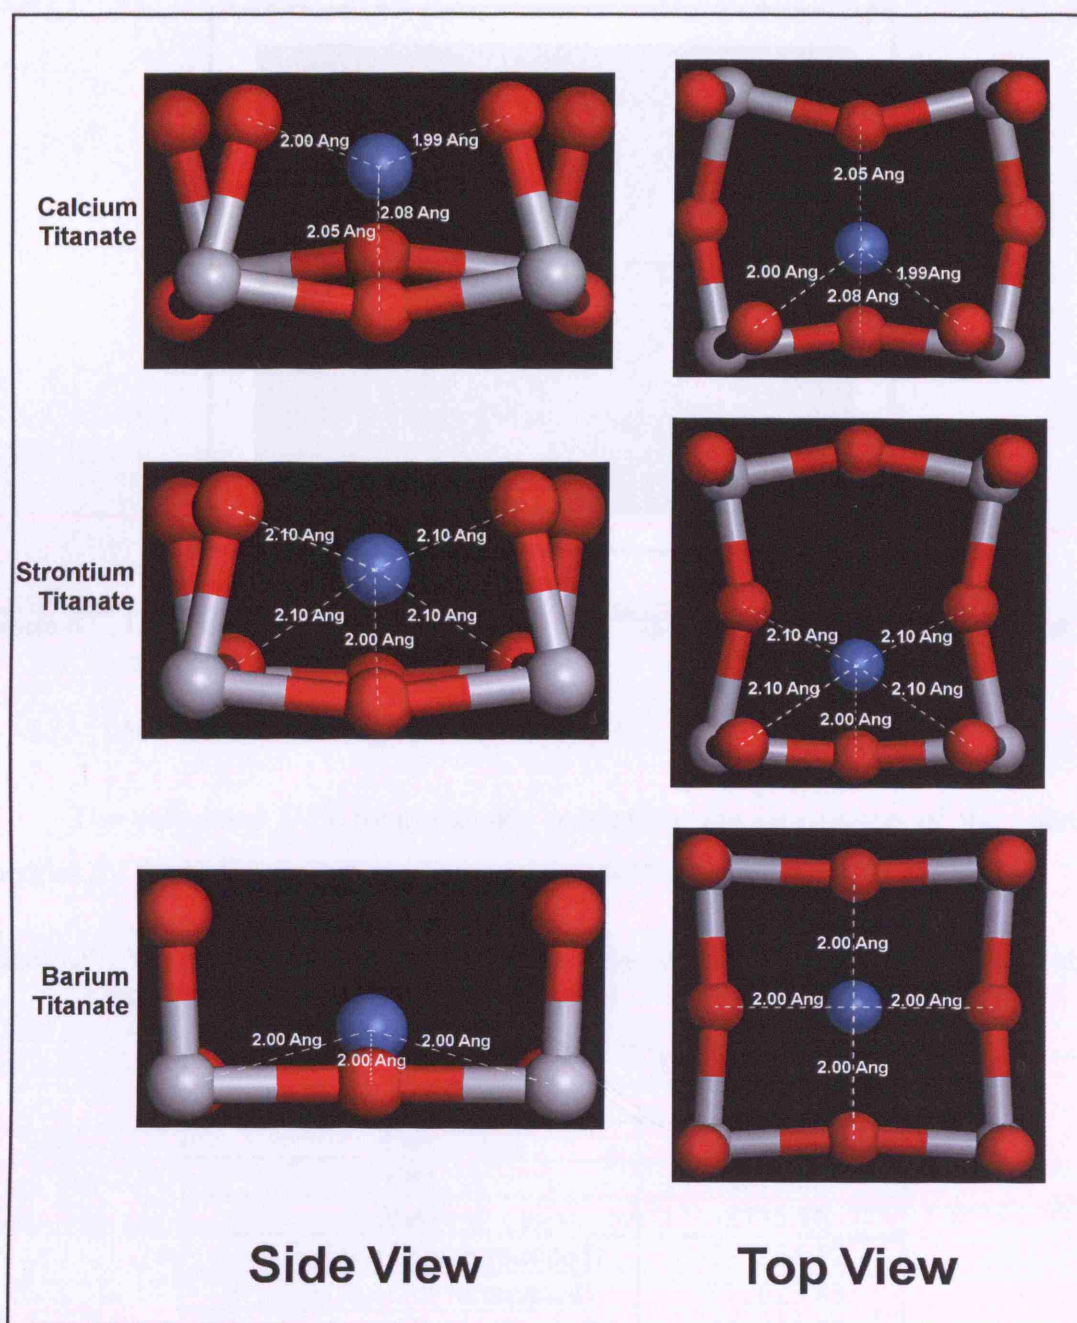 Calcium
Titanate
2.00 Ang
1.99 Ang
2.08 Ang
2.05 Ang
2.05 Ang
2.00 Ang
1.99Ang
2.08 Ang
Strontium
Titanate
2.10 Ang
2.10 Ang
2.10 Ang
2.10 Ang
2.00 Ang
2.10 Ang
2.10 Ang
2.10 Ang
2.10 Ang
2.00 Ang
Barium
Titanate
2.00 Ang
2.00 Ang
2.00 Ang
2.00 Ang
2.00 Ang
2.00 Ang
2.00 Ang
Side View
Top View